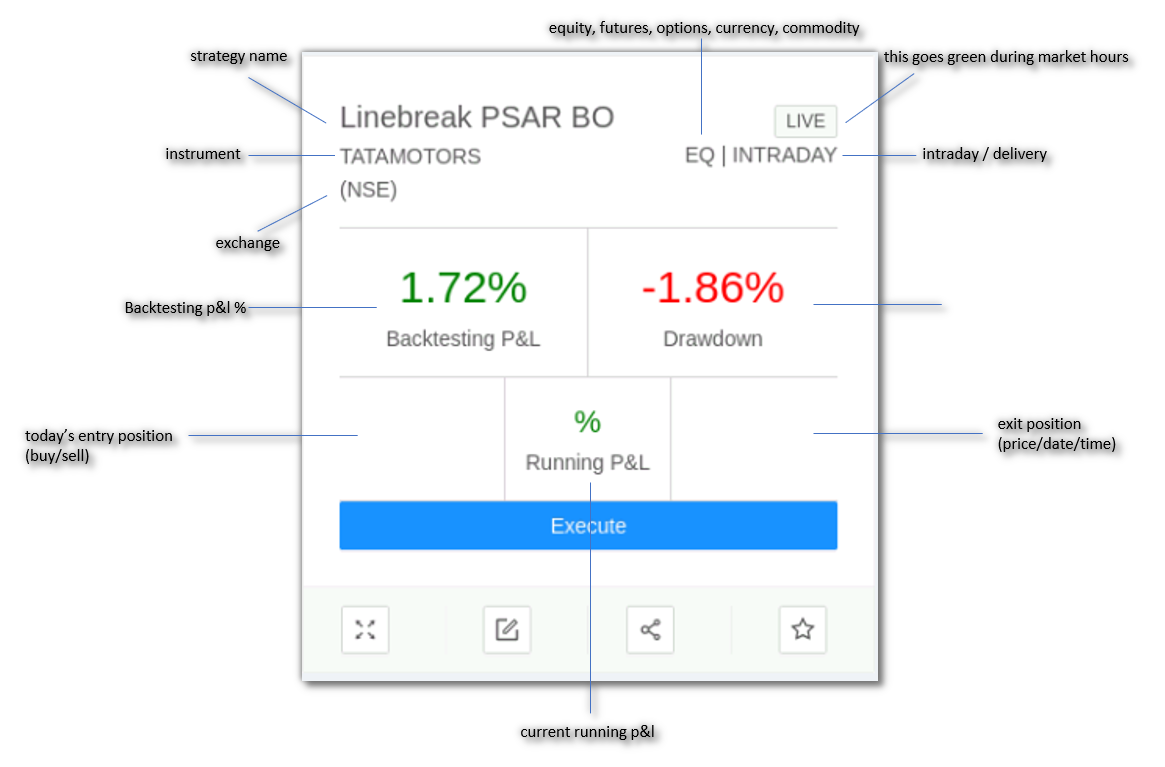 equity, futures, options, currency, commodity
strategy name
this goes green during market hours
Linebreak PSAR BO
LIVE
instrument
TATAMOTORS
EQ | INTRADAY
intraday / delivery
(NSE)
exchange
1.72%
-1.86%
Backtesting p&l %
Backtesting P&L
Drawdown
%
today's entry position
(buy/sell)
exit position
(price/date/time)
Running P&L
Execute
current running p&l